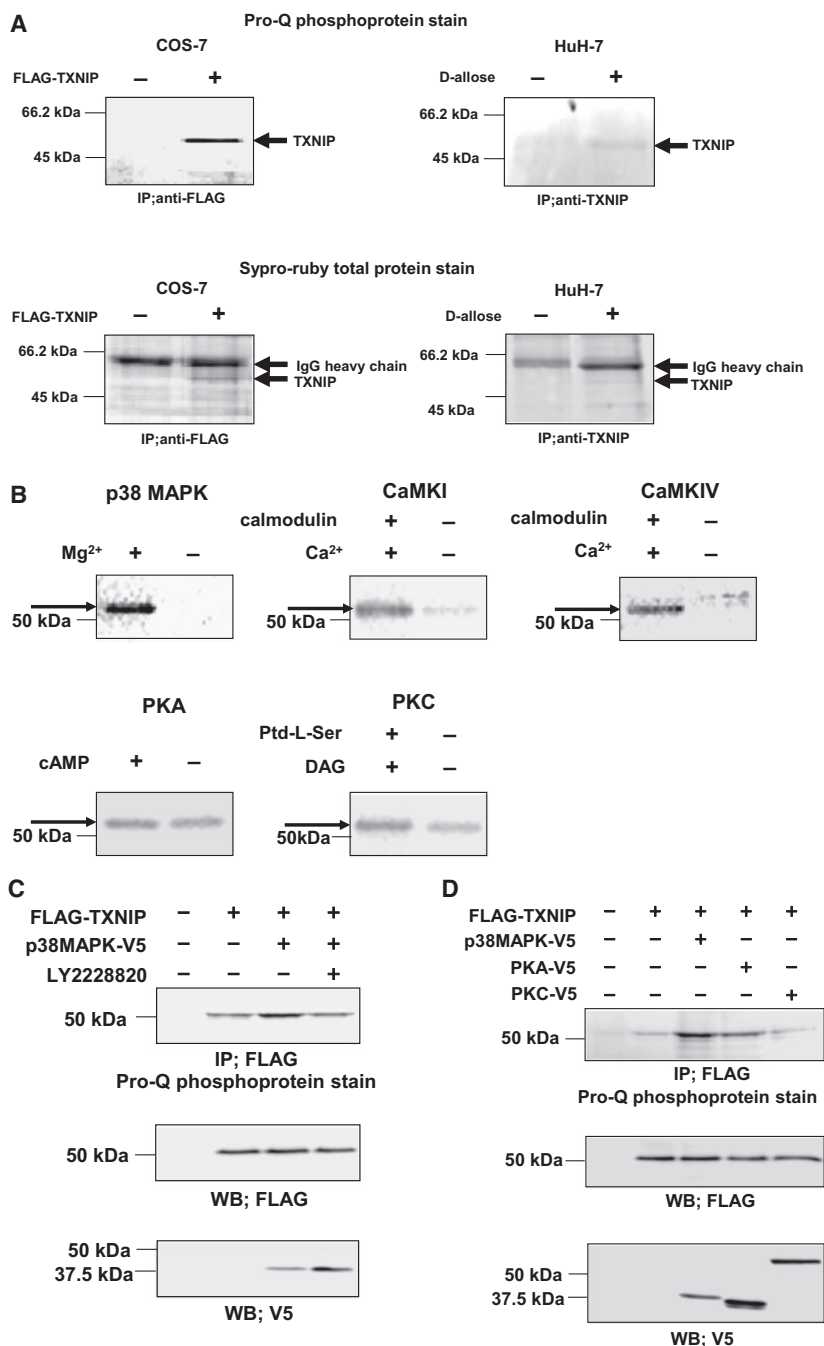 A
Pro-Q phosphoprotein stain
COS-7
HuH-7
FLAG-TXNIP − +
D-allose − +
66.2 kDa
45 kDa
TXNIP
IP;anti-FLAG
66.2 kDa
45 kDa
TXNIP
IP;anti-TXNIP
Sypro-ruby total protein stain
COS-7
HuH-7
FLAG-TXNIP − +
D-allose − +
66.2 kDa
45 kDa
IgG heavy chain
TXNIP
IP;anti-FLAG
66.2 kDa
45 kDa
IgG heavy chain
TXNIP
IP;anti-TXNIP
B
p38 MAPK
Mg2+ + −
50 kDa
CaMKI
calmodulin + −
Ca2+ + −
50 kDa
CaMKIV
calmodulin + −
Ca2+ + −
50 kDa
PKA
cAMP + −
50 kDa
PKC
Ptd-L-Ser + −
DAG + −
50kDa
C
FLAG-TXNIP − + + +
p38MAPK-V5 − − + +
LY2228820 − − − +
50 kDa
IP; FLAG
Pro-Q phosphoprotein stain
50 kDa
WB; FLAG
50 kDa
37.5 kDa
WB; V5
D
FLAG-TXNIP − + + + +
p38MAPK-V5 − − + − −
PKA-V5 − − − + −
PKC-V5 − − − − +
50 kDa
IP; FLAG
Pro-Q phosphoprotein stain
50 kDa
WB; FLAG
50 kDa
37.5 kDa
WB; V5